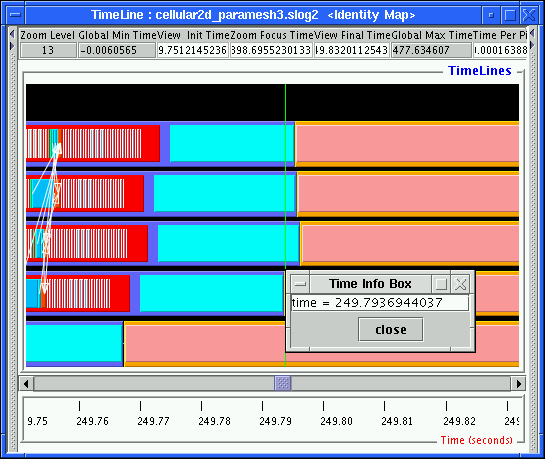 TimeLine : cellular2d_paramesh3.slog2 <Identity Map>
Zoom Level Global Min Time View Init Time Zoom Focus Time View Final Time Global Max Time Time Per Pi
13 -0.0060565 9.7512145236 398.6955230133 49.8320112543 477.634607 .00016388
TimeLines
Time Info Box
time = 249.7936944037
close
9.75 249.76 249.77 249.78 249.79 249.80 249.81 249.82 249
Time (seconds)